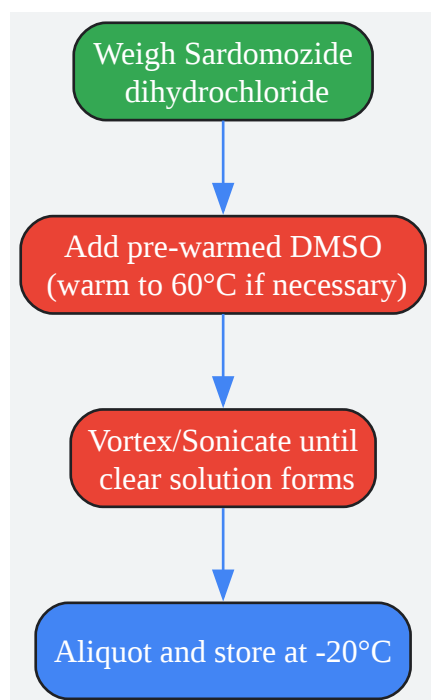 Weigh Sardomozide
dihydrochloride
Add pre-warmed DMSO
(warm to 60°C if necessary)
Vortex/Sonicate until
clear solution forms
Aliquot and store at -20°C